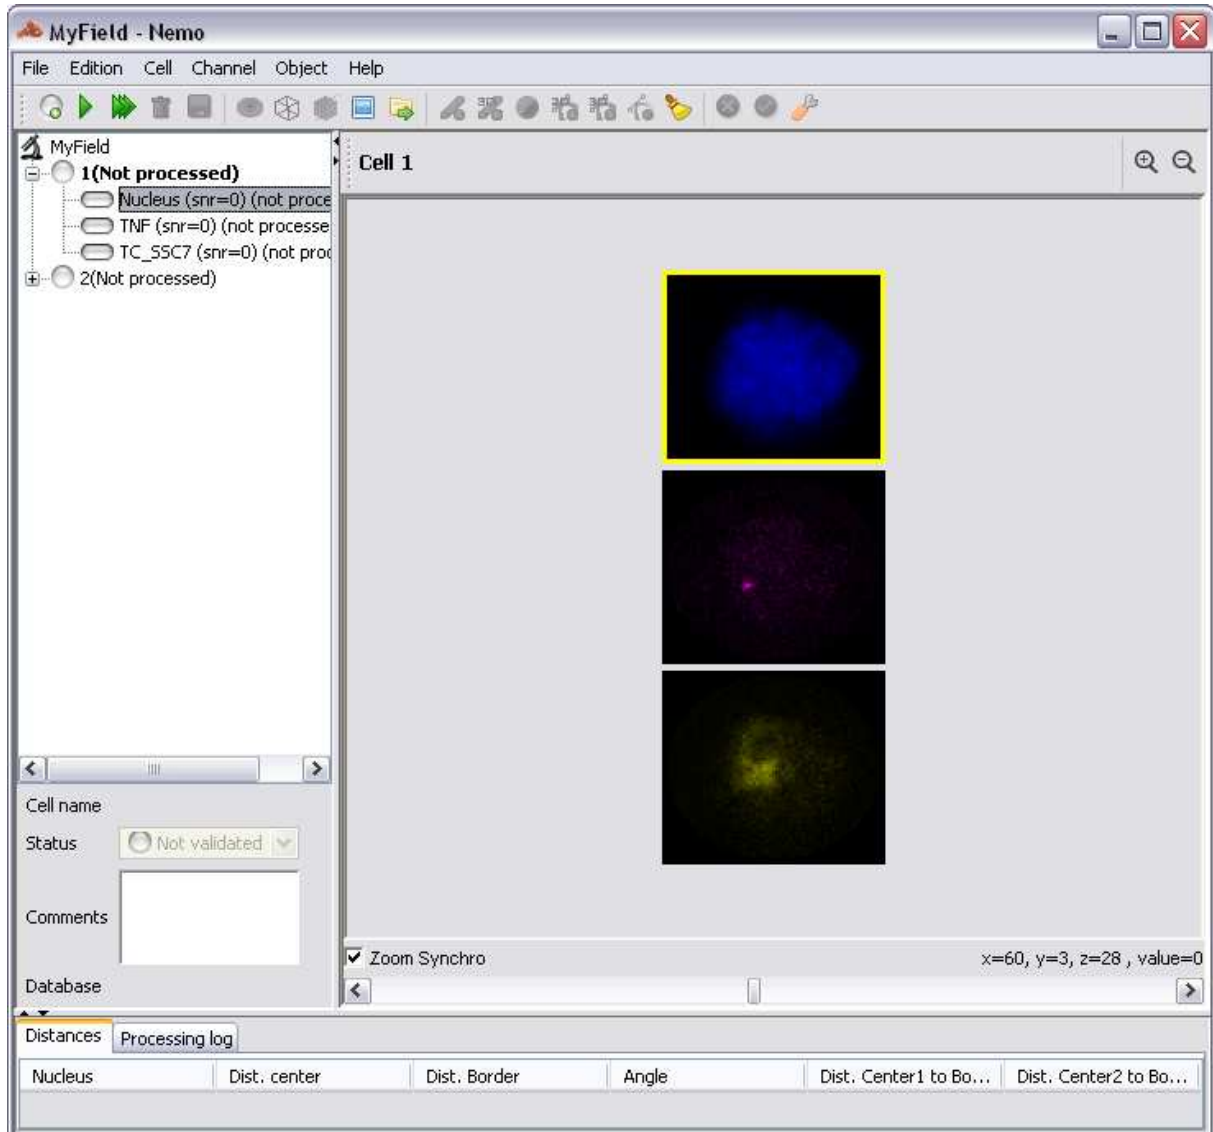 MyField - Nemo
File Edition Cell Channel Object Help
MyField
1(Not processed)
Nucleus (snr=0) (not proce
TNF (snr=0) (not processe
TC_SSC7 (snr=0) (not proc
2(Not processed)
Cell 1
Cell name
Status Not validated
Comments
Database
Zoom Synchro x=60, y=3, z=28 , value=0
Distances Processing log
Nucleus Dist. center Dist. Border Angle Dist. Center1 to Bo... Dist. Center2 to Bo...